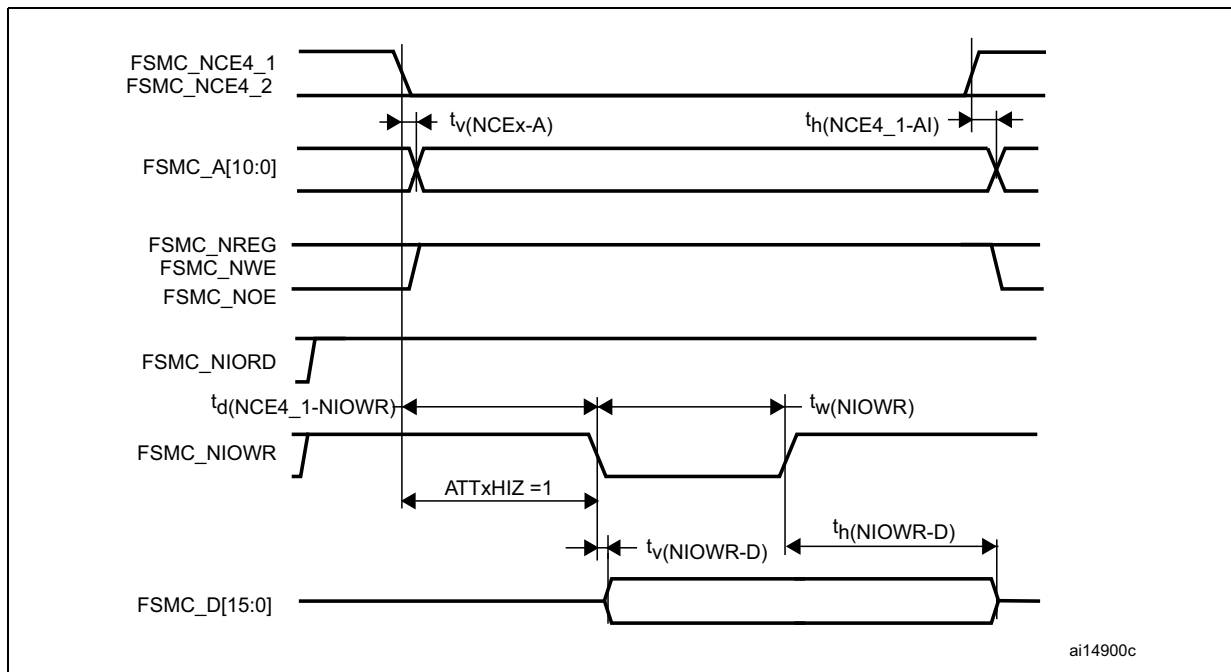 FSMC_NCE4_1
FSMC_NCE4_2
tv(NCEx-A)
th(NCE4_1-AI)
FSMC_A[10:0]
FSMC_NREG
FSMC_NWE
FSMC_NOE
FSMC_NIORD
td(NCE4_1-NIOWR)
tw(NIOWR)
FSMC_NIOWR
ATTxHIZ =1
tv(NIOWR-D)
th(NIOWR-D)
FSMC_D[15:0]
ai14900c